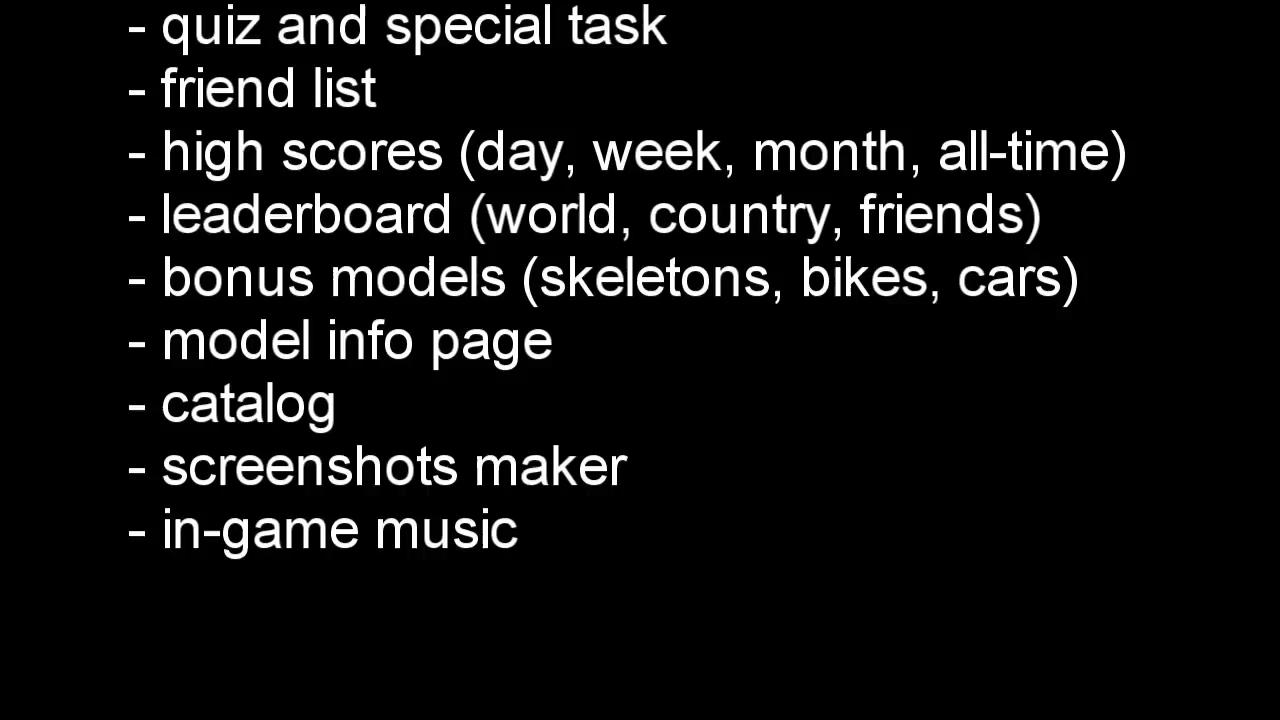 - quiz and special task
- friend list
- high scores (day, week, month, all-time)
- leaderboard (world, country, friends)
- bonus models (skeletons, bikes, cars)
- model info page
- catalog
- screenshots maker
- in-game music